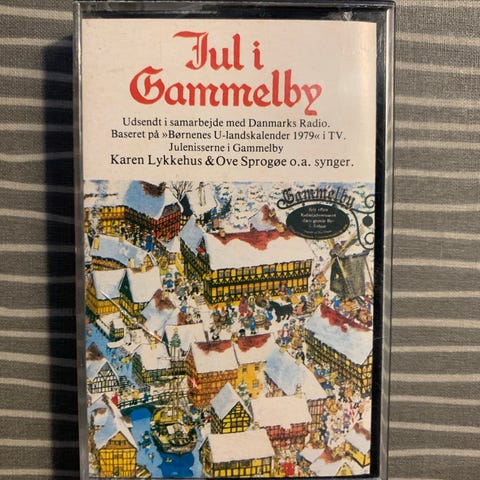 Jul i
Gammelby
Udsendt i samarbejde med Danmarks Radio.
Baseret på »Børnenes U-landskalender 1979« i TV.
Julenisserne i Gammelby
Karen Lykkehus & Ove Sprogøe o.a. synger.
Gammelby